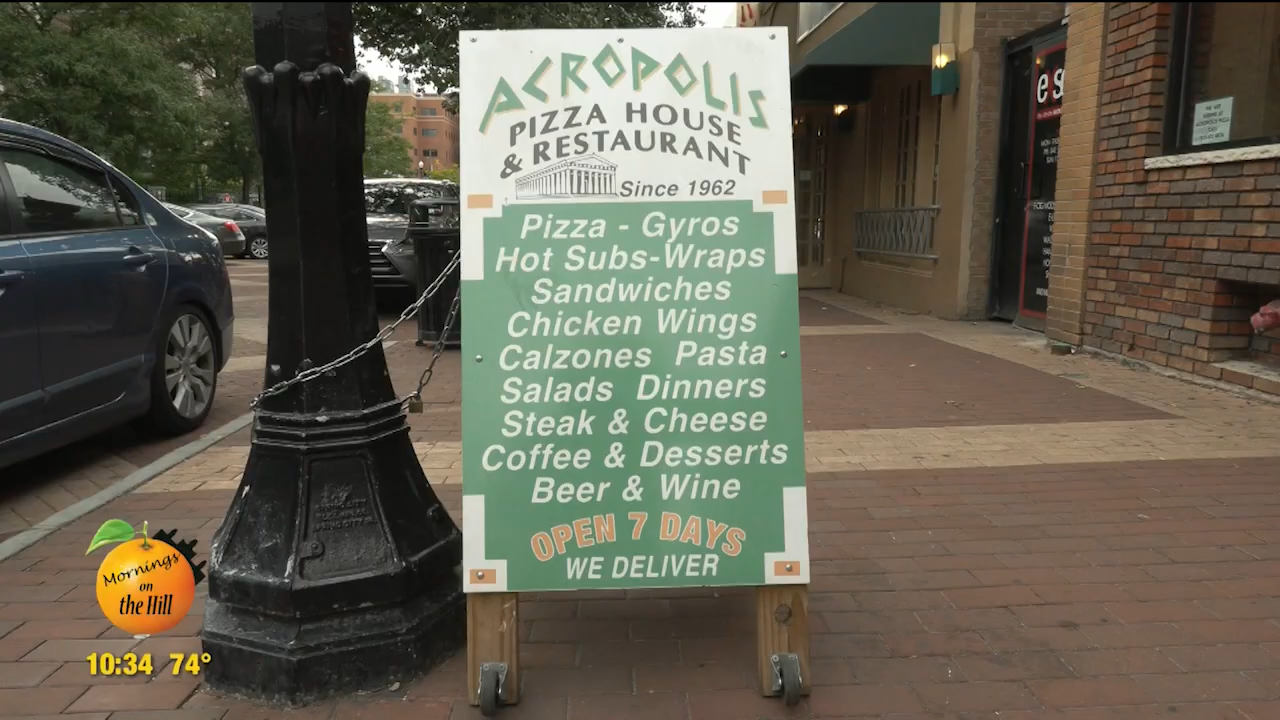 ACROPOLIS
PIZZA HOUSE
& RESTAURANT
Since 1962
Pizza - Gyros
Hot Subs-Wraps
Sandwiches
Chicken Wings
Calzones Pasta
Salads Dinners
Steak & Cheese
Coffee & Desserts
Beer & Wine
OPEN 7 DAYS
WE DELIVER
es
Mornings
on
the Hill
10:34 74°